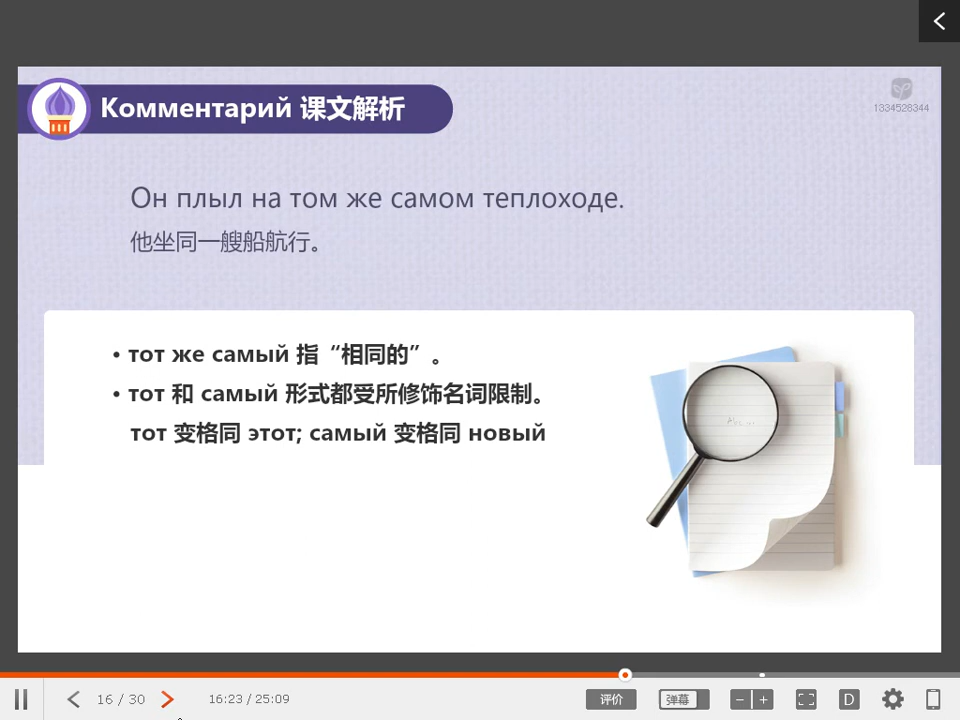 Комментарий 课文解析
1334528344
Он плыл на том же самом теплоходе.
他坐同一艘船航行。
• тот же самый 指“相同的”。
• тот 和 самый 形式都受所修饰名词限制。
тот 变格同 этот; самый 变格同 новый
16 / 30
16:23 / 25:09
评价
弹幕
D